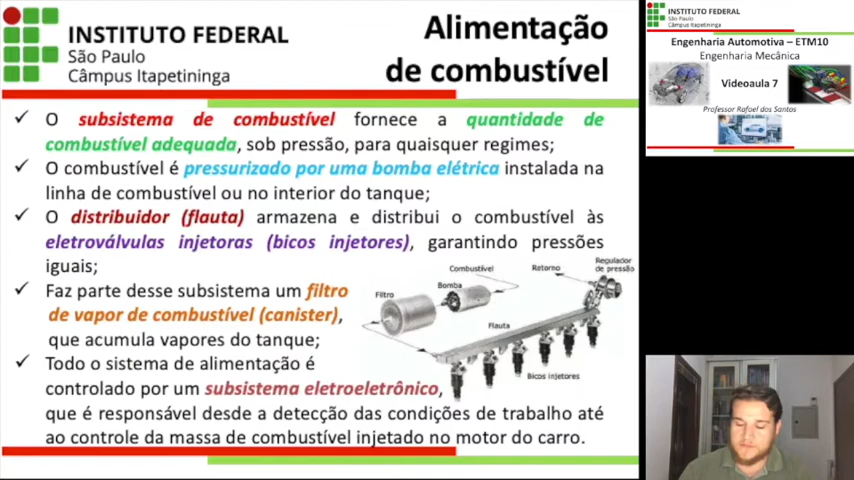 INSTITUTO FEDERAL
São Paulo
Câmpus Itapetininga
Alimentação
de combustível
✓ O subsistema de combustível fornece a quantidade de
combustível adequada, sob pressão, para quaisquer regimes;
✓ O combustível é pressurizado por uma bomba elétrica instalada na
linha de combustível ou no interior do tanque;
✓ O distribuidor (flauta) armazena e distribui o combustível às
eletroválvulas injetoras (bicos injetores), garantindo pressões
iguais;
✓ Faz parte desse subsistema um filtro
de vapor de combustível (canister),
que acumula vapores do tanque;
✓ Todo o sistema de alimentação é
controlado por um subsistema eletroeletrônico,
que é responsável desde a detecção das condições de trabalho até
ao controle da massa de combustível injetado no motor do carro.
Combustível
Retorno
Regulador
de pressão
Filtro
Bomba
Flauta
Bicos injetores
INSTITUTO FEDERAL
São Paulo
Câmpus Itapetininga
Engenharia Automotiva – ETM10
Engenharia Mecânica
Videoaula 7
Professor Rafael dos Santos